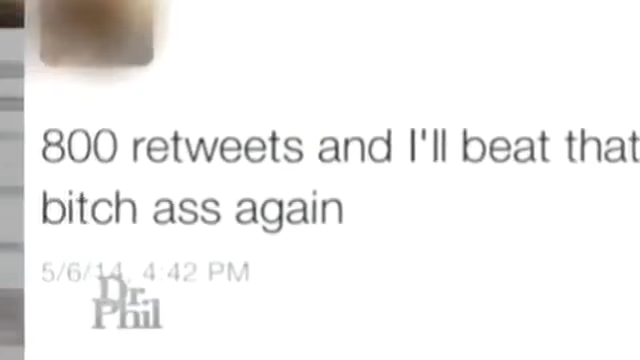 800 retweets and I'll beat that
bitch ass again
5/6/14, 4:42 PM
Dr.
Phil